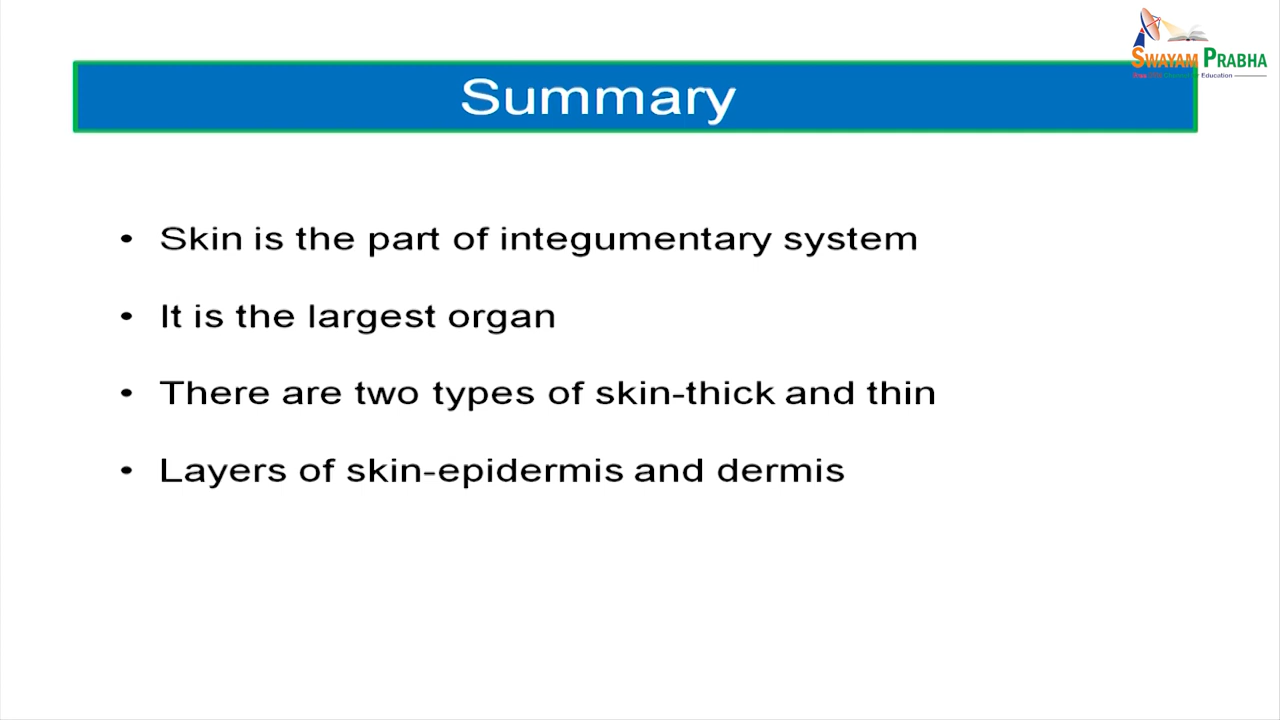 SWAYAM PRABHA
Summary
• Skin is the part of integumentary system
• It is the largest organ
• There are two types of skin-thick and thin
• Layers of skin-epidermis and dermis